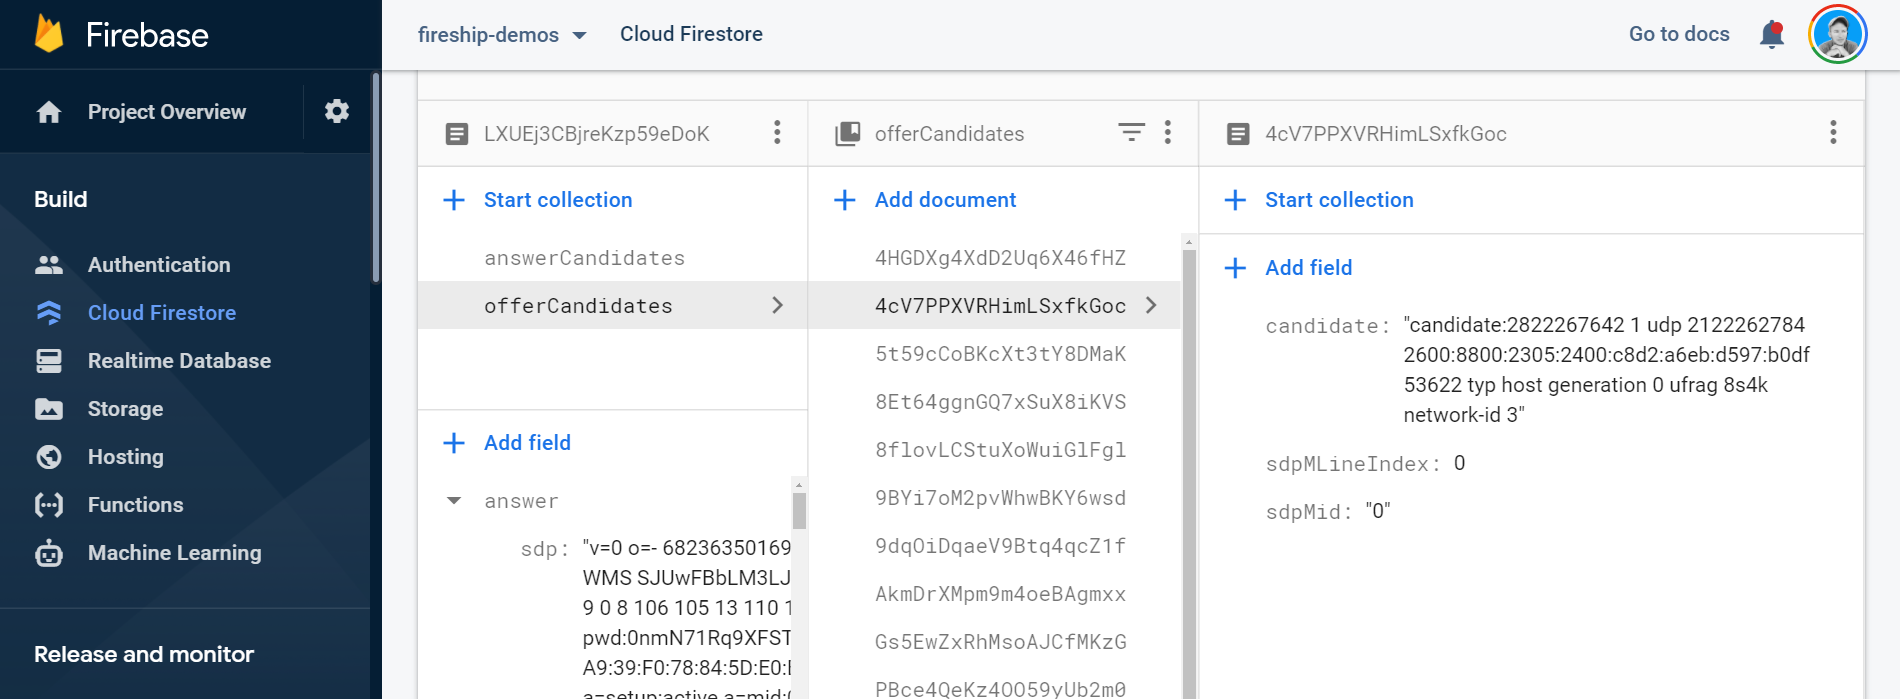 Firebase
Project Overview
Build
Authentication
Cloud Firestore
Realtime Database
Storage
Hosting
Functions
Machine Learning
Release and monitor
fireship-demos
Cloud Firestore
Go to docs
LXUEj3CBjreKzp59eDoK
Start collection
answerCandidates
offerCandidates
Add field
answer
sdp: "v=0 o=- 68236350169
WMS SJUwFBbLM3LJ
9 0 8 106 105 13 110 1
pwd:0nmN71Rq9XFST
A9:39:F0:78:84:5D:E0:
a=setup:active a=mid:
offerCandidates
Add document
4HGDXg4XdD2Uq6X46fHZ
4cV7PPXVRHimLSxfkGoc
5t59cCoBKcXt3tY8DMaK
8Et64ggnGQ7xSuX8iKVS
8flovLCStuXoWuiGlFgl
9BYi7oM2pvWhwBKY6wsd
9dqOiDqaeV9Btq4qcZ1f
AkmDrXMpm9m4oeBAgmxx
Gs5EwZxRhMsoAJCfMKzG
PBce4QeKz4OO59yUb2m0
4cV7PPXVRHimLSxfkGoc
Start collection
Add field
candidate: "candidate:2822267642 1 udp 2122262784
2600:8800:2305:2400:c8d2:a6eb:d597:b0df
53622 typ host generation 0 ufrag 8s4k
network-id 3"
sdpMLineIndex: 0
sdpMid: "0"